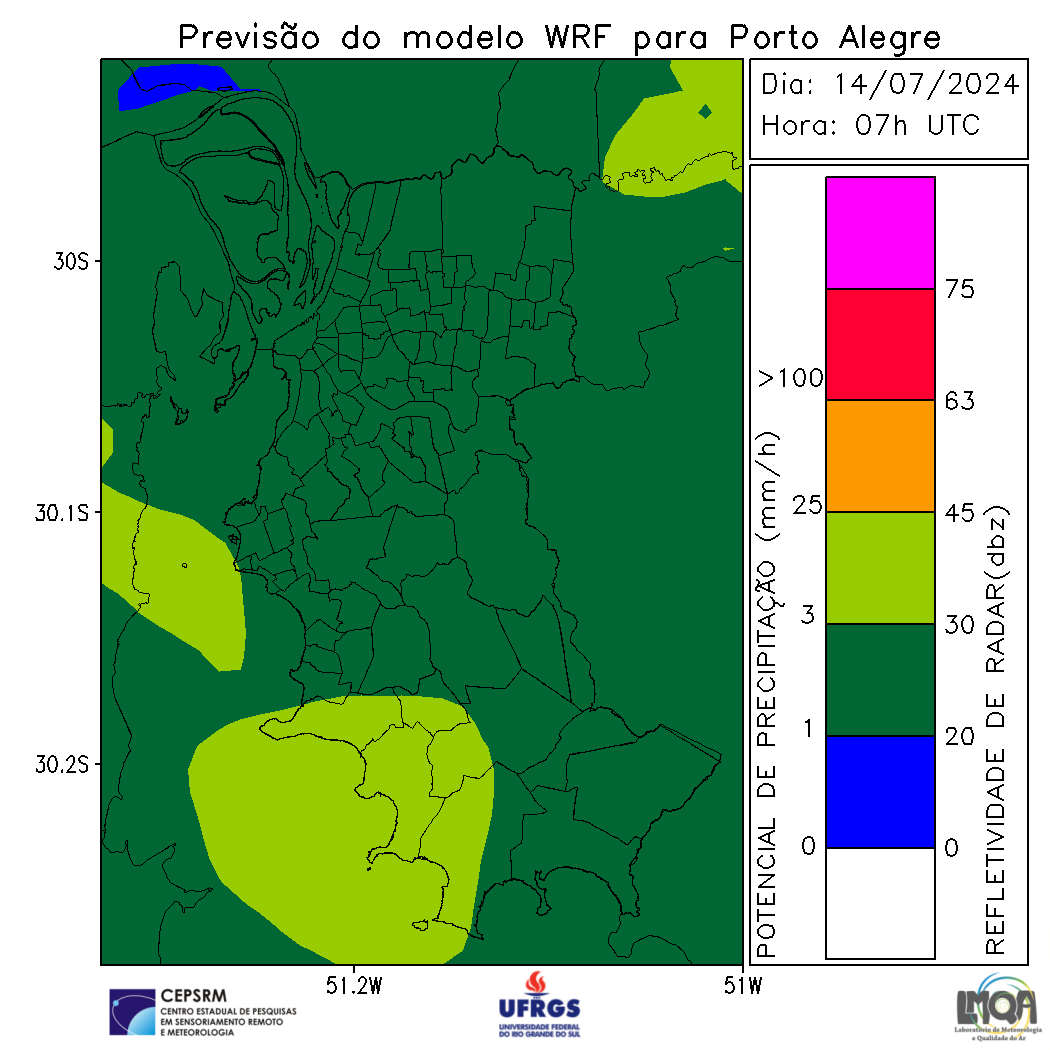 Previsão do modelo WRF para Porto Alegre
Dia: 14/07/2024
Hora: 07h UTC
30S
30.1S
30.2S
51.2W
51W
POTENCIAL DE PRECIPITAÇÃO (mm/h)
>100
25
3
1
0
75
63
45
30
20
0
REFLETIVIDADE DE RADAR(dbz)
CEPSRM
CENTRO ESTADUAL DE PESQUISAS
EM SENSORIAMENTO REMOTO
E METEOROLOGIA
UFRGS
UNIVERSIDADE FEDERAL
DO RIO GRANDE DO SUL
LMQA
Laboratório de Meteorologia
e Qualidade do Ar